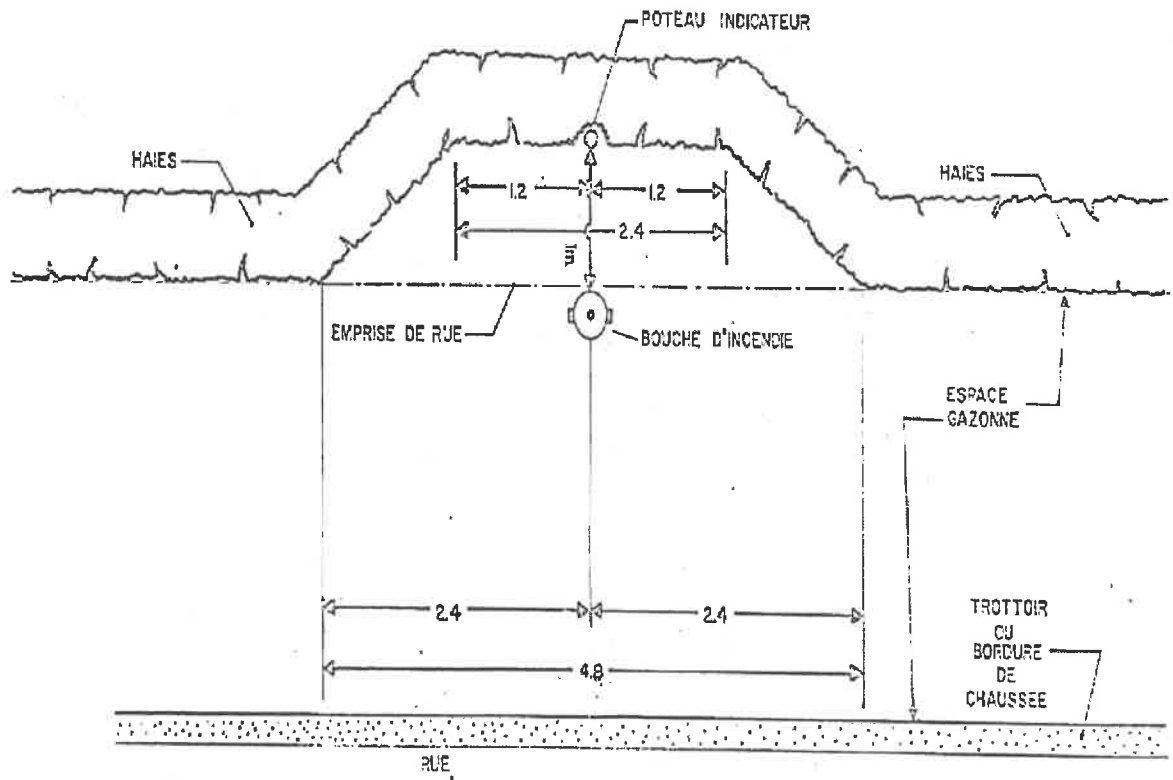 POTEAU INDICATEUR
HAIES
HAIES
1.2
1.2
2.4
1m
EMPRISE DE RUE
BOUCHE D'INCENDIE
ESPACE
GAZONNE
2.4
2.4
4.8
TROTTOIR
OU
BORDURE
DE
CHAUSSEE
RUE